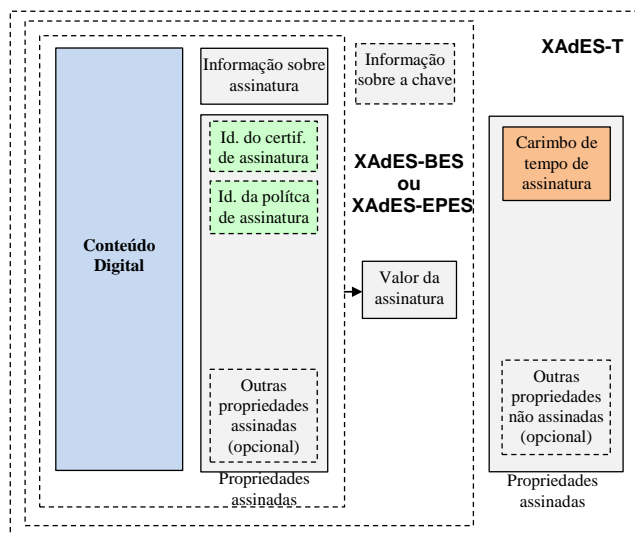 XAdES-T
Informação sobre
assinatura
Informação
sobre a chave
Id. do certif.
de assinatura
Id. da polítca
de assinatura
XAdES-BES
ou
XAdES-EPES
Carimbo de
tempo de
assinatura
Conteúdo
Digital
Valor da
assinatura
Outras
propriedades
assinadas
(opcional)
Outras
propriedades
não assinadas
(opcional)
Propriedades
assinadas
Propriedades
assinadas